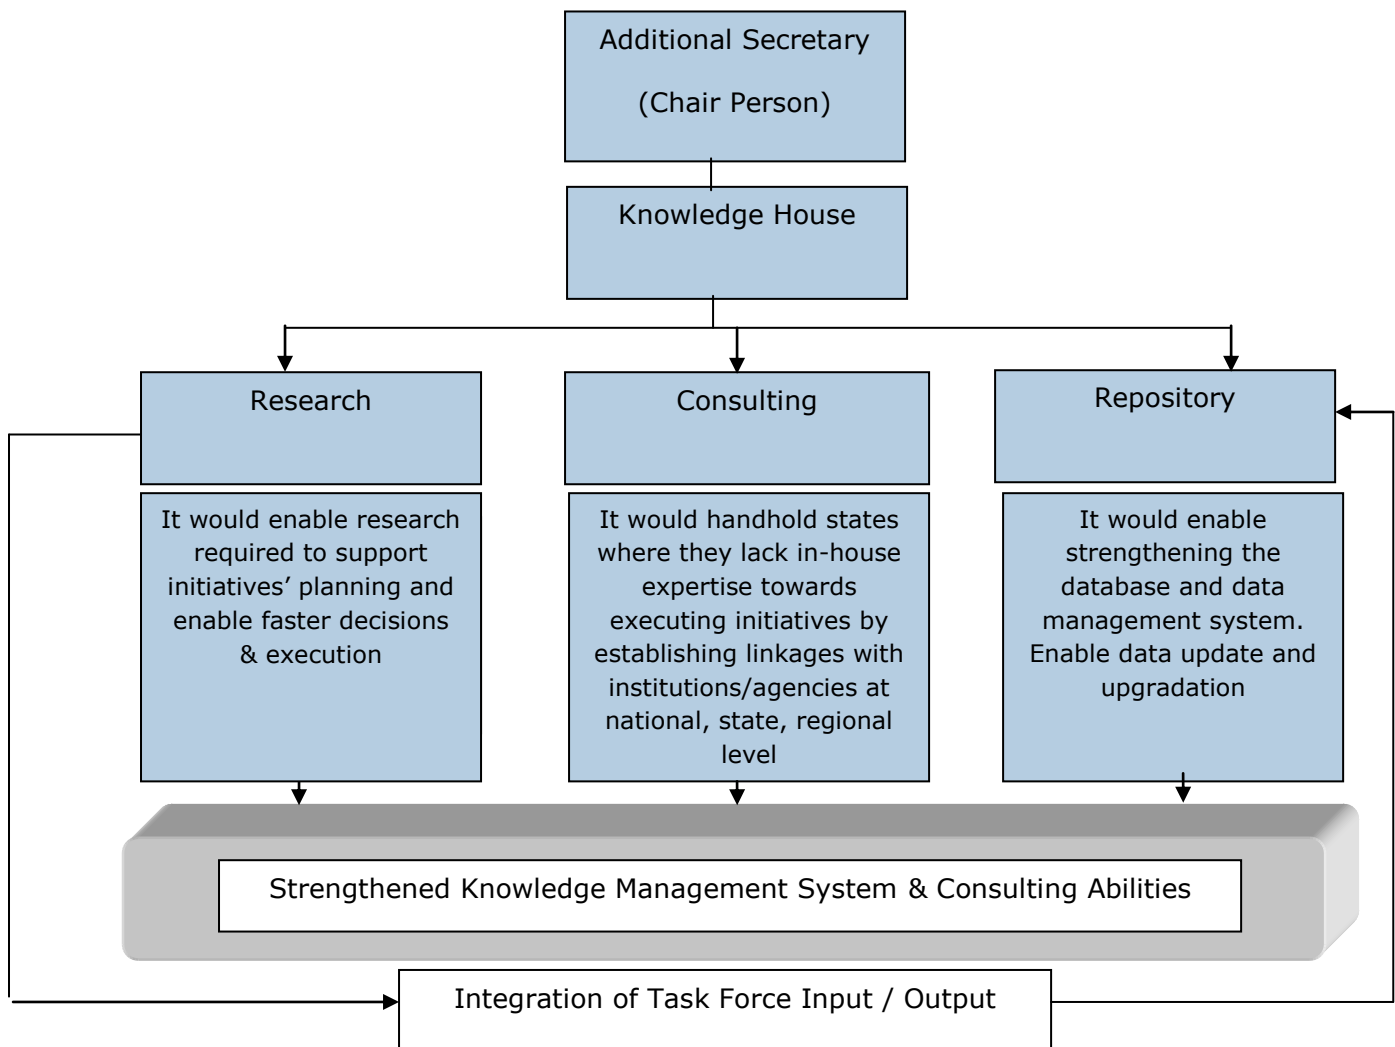 Additional Secretary
(Chair Person)
Knowledge House
Research
Consulting
Repository
It would enable research
required to support
initiatives’ planning and
enable faster decisions
& execution
It would handhold states
where they lack in-house
expertise towards
executing initiatives by
establishing linkages with
institutions/agencies at
national, state, regional
level
It would enable
strengthening the
database and data
management system.
Enable data update and
upgradation
Strengthened Knowledge Management System & Consulting Abilities
Integration of Task Force Input / Output